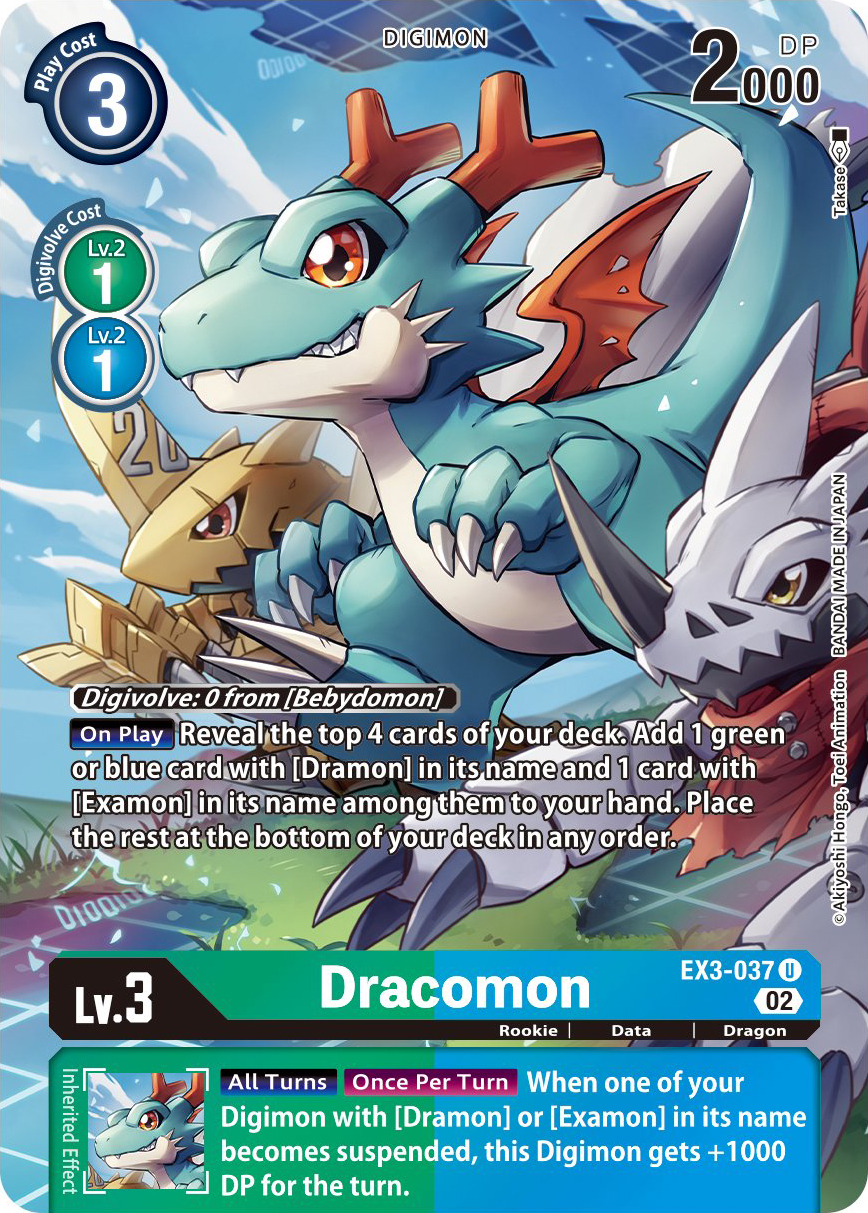 DIGIMON
Play Cost
3
DP
2000
Takase
Digivolve Cost
Lv.2
1
Lv.2
1
20
Digivolve: 0 from [Bebydomon]
On Play Reveal the top 4 cards of your deck. Add 1 green
or blue card with [Dramon] in its name and 1 card with
[Examon] in its name among them to your hand. Place
the rest at the bottom of your deck in any order.
©Akiyoshi Hongo, Toei Animation BANDAI MADE IN JAPAN
Lv.3
Dracomon
EX3-037 U
02
Rookie | Data | Dragon
Inherited Effect
All Turns Once Per Turn When one of your
Digimon with [Dramon] or [Examon] in its name
becomes suspended, this Digimon gets +1000
DP for the turn.